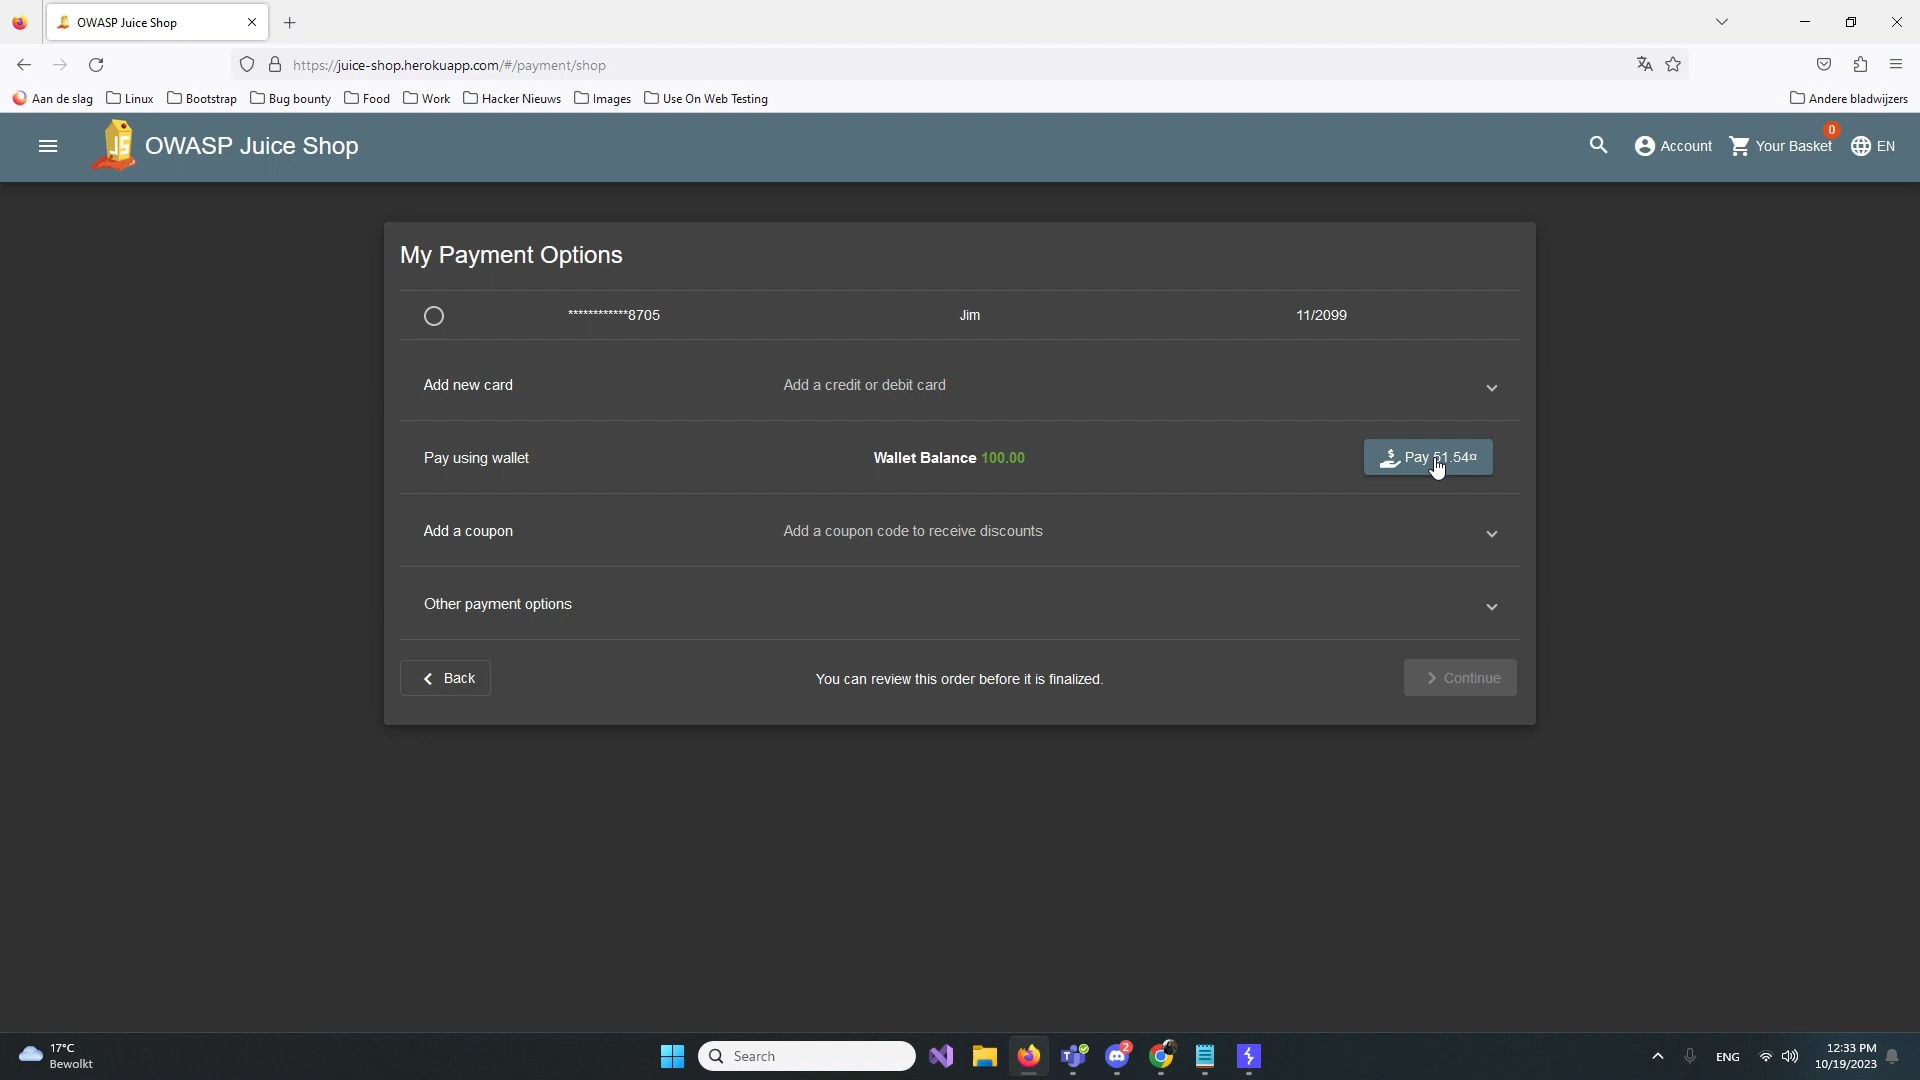 OWASP Juice Shop
https://juice-shop.herokuapp.com/#/payment/shop
Aan de slag Linux Bootstrap Bug bounty Food Work Hacker Nieuws Images Use On Web Testing Andere bladwijzers
JS OWASP Juice Shop Account Your Basket 0 EN
My Payment Options
************8705 Jim 11/2099
Add new card Add a credit or debit card
Pay using wallet Wallet Balance 100.00 Pay 51.54¤
Add a coupon Add a coupon code to receive discounts
Other payment options
Back You can review this order before it is finalized. Continue
17°C
Bewolkt
Search
2
ENG
12:33 PM
10/19/2023